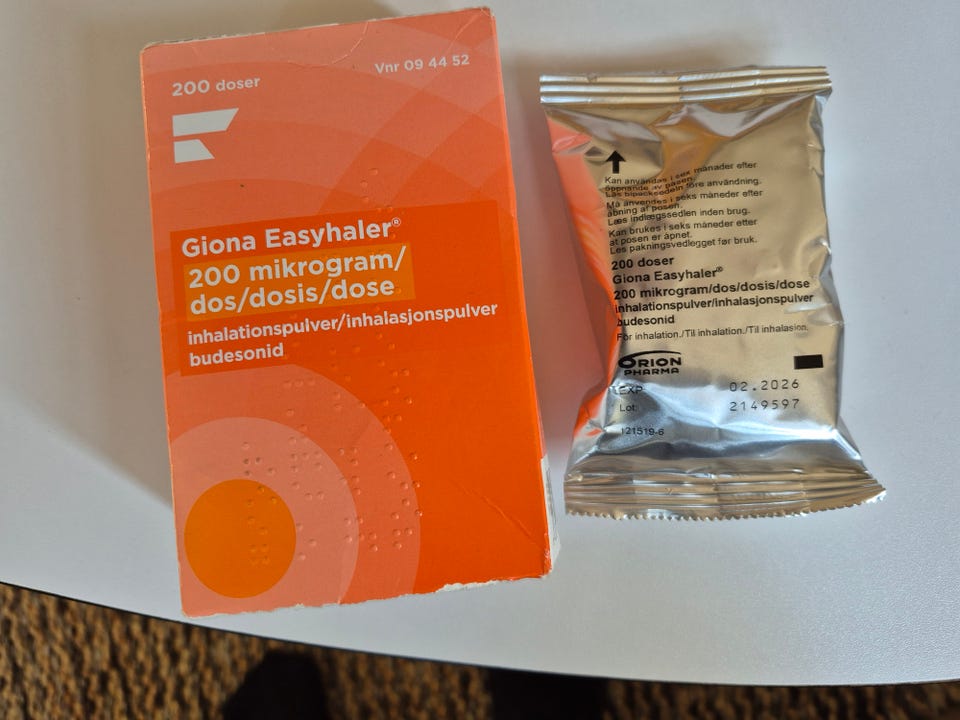 200 doser
Vnr 09 44 52
Giona Easyhaler®
200 mikrogram/
dos/dosis/dose
inhalationspulver/inhalasjonspulver
budesonid
Kan användas i sex månader efter
öppnande av påsen.
Läs bipacksedeln före användning.
Må anvendes i seks måneder efter
åbning af posen.
Læs indlægssedlen inden brug.
Kan brukes i seks måneder etter
at posen er åpnet.
Les pakningsvedlegget før bruk.
200 doser
Giona Easyhaler®
200 mikrogram/dos/dosis/dose
inhalationspulver/inhalasjonspulver
budesonid
För inhalation./Til inhalation./Til inhalasjon.
ORION
PHARMA
EXP 02.2026
Lot: 2149597
121519-6